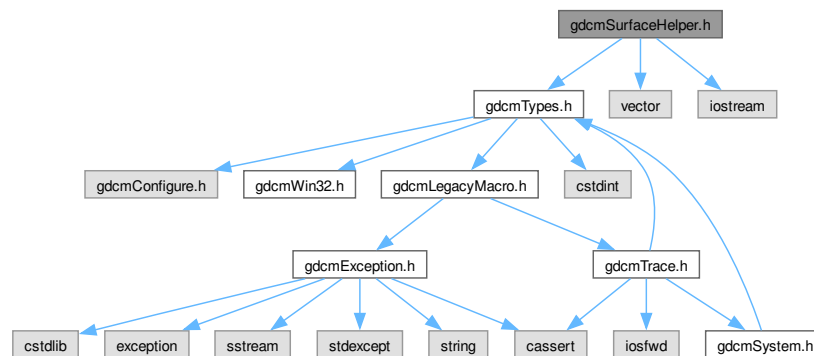 gdcmSurfaceHelper.h
gdcmTypes.h
vector
iostream
gdcmConfigure.h
gdcmWin32.h
gdcmLegacyMacro.h
cstdint
gdcmException.h
gdcmTrace.h
cstdlib
exception
sstream
stdexcept
string
cassert
iosfwd
gdcmSystem.h